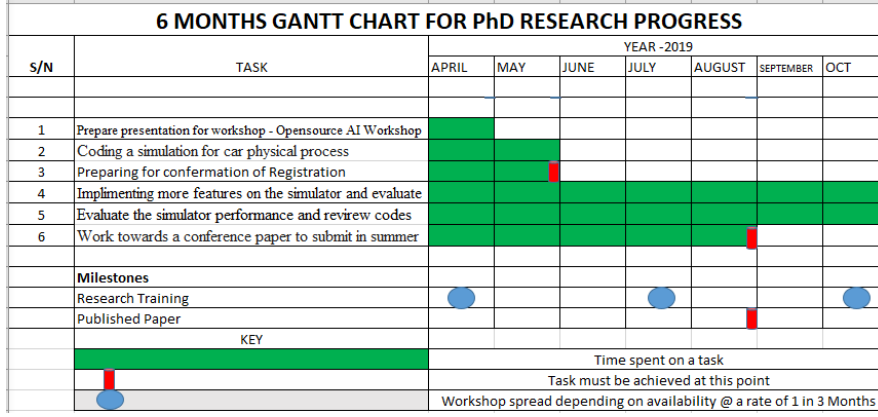 6 MONTHS GANTT CHART FOR PhD RESEARCH PROGRESS
YEAR -2019
S/N TASK APRIL MAY JUNE JULY AUGUST SEPTEMBER OCT
1 Prepare presentation for workshop - Opensource AI Workshop
2 Coding a simulation for car physical process
3 Preparing for confermation of Registration
4 Implimenting more features on the simulator and evaluate
5 Evaluate the simulator performance and revirew codes
6 Work towards a conference paper to submit in summer
Milestones
Research Training
Published Paper
KEY
Time spent on a task
Task must be achieved at this point
Workshop spread depending on availability @ a rate of 1 in 3 Months